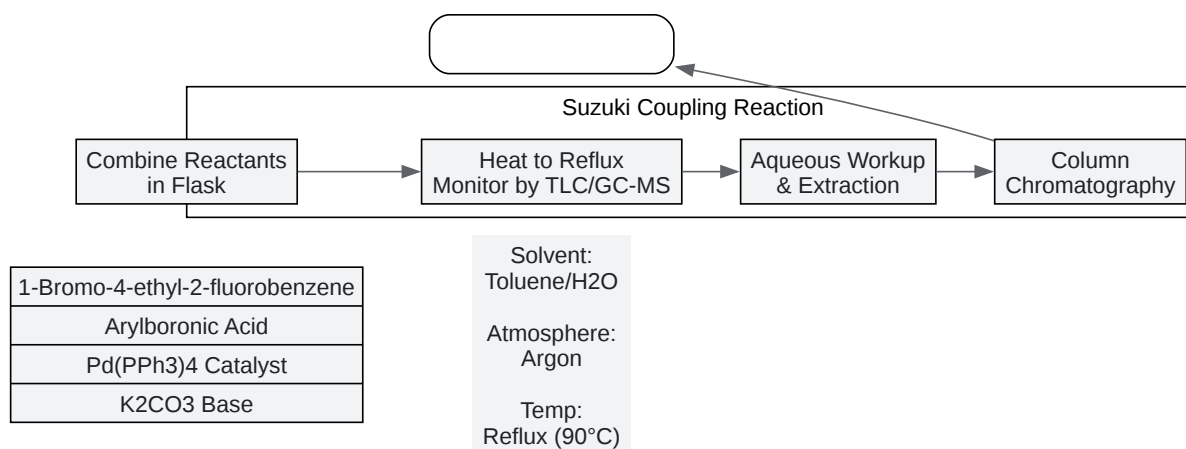 Suzuki Coupling Reaction
Combine Reactants
in Flask
Heat to Reflux
Monitor by TLC/GC-MS
Aqueous Workup
& Extraction
Column
Chromatography
1-Bromo-4-ethyl-2-fluorobenzene
Arylboronic Acid
Pd(PPh3)4 Catalyst
K2CO3 Base
Solvent:
Toluene/H2O
Atmosphere:
Argon
Temp:
Reflux (90°C)